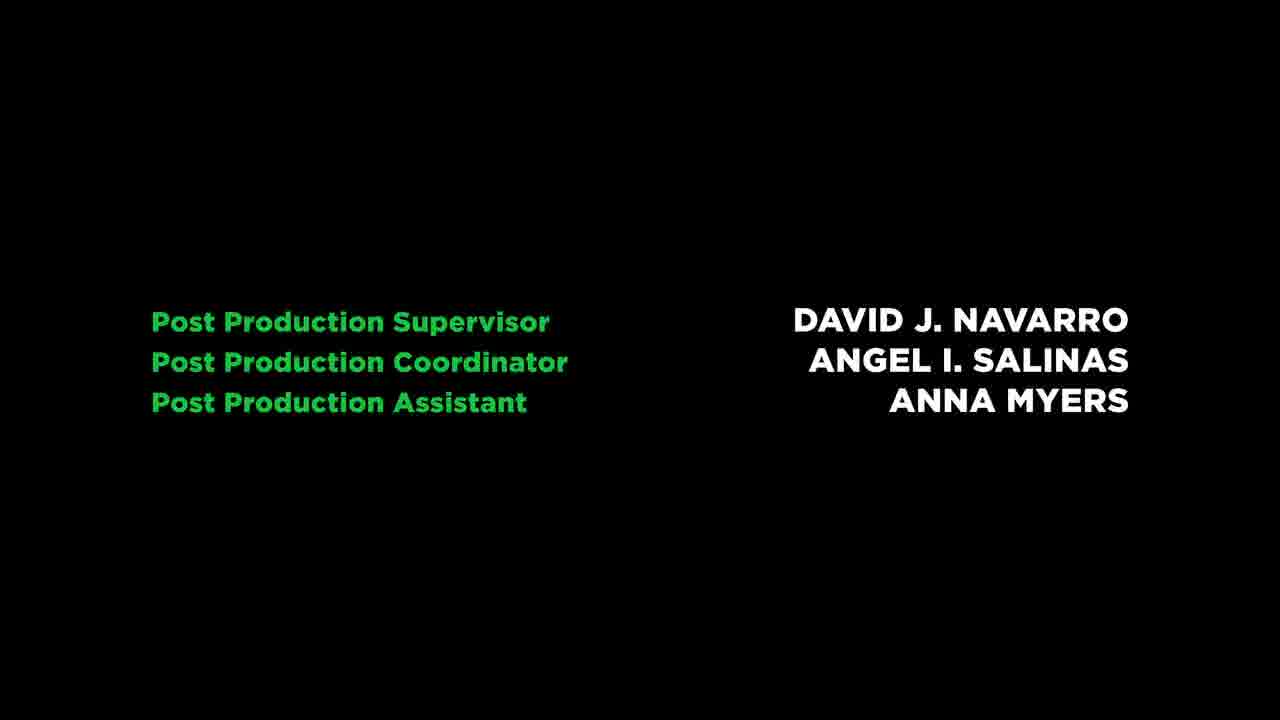 Post Production Supervisor DAVID J. NAVARRO
Post Production Coordinator ANGEL I. SALINAS
Post Production Assistant ANNA MYERS